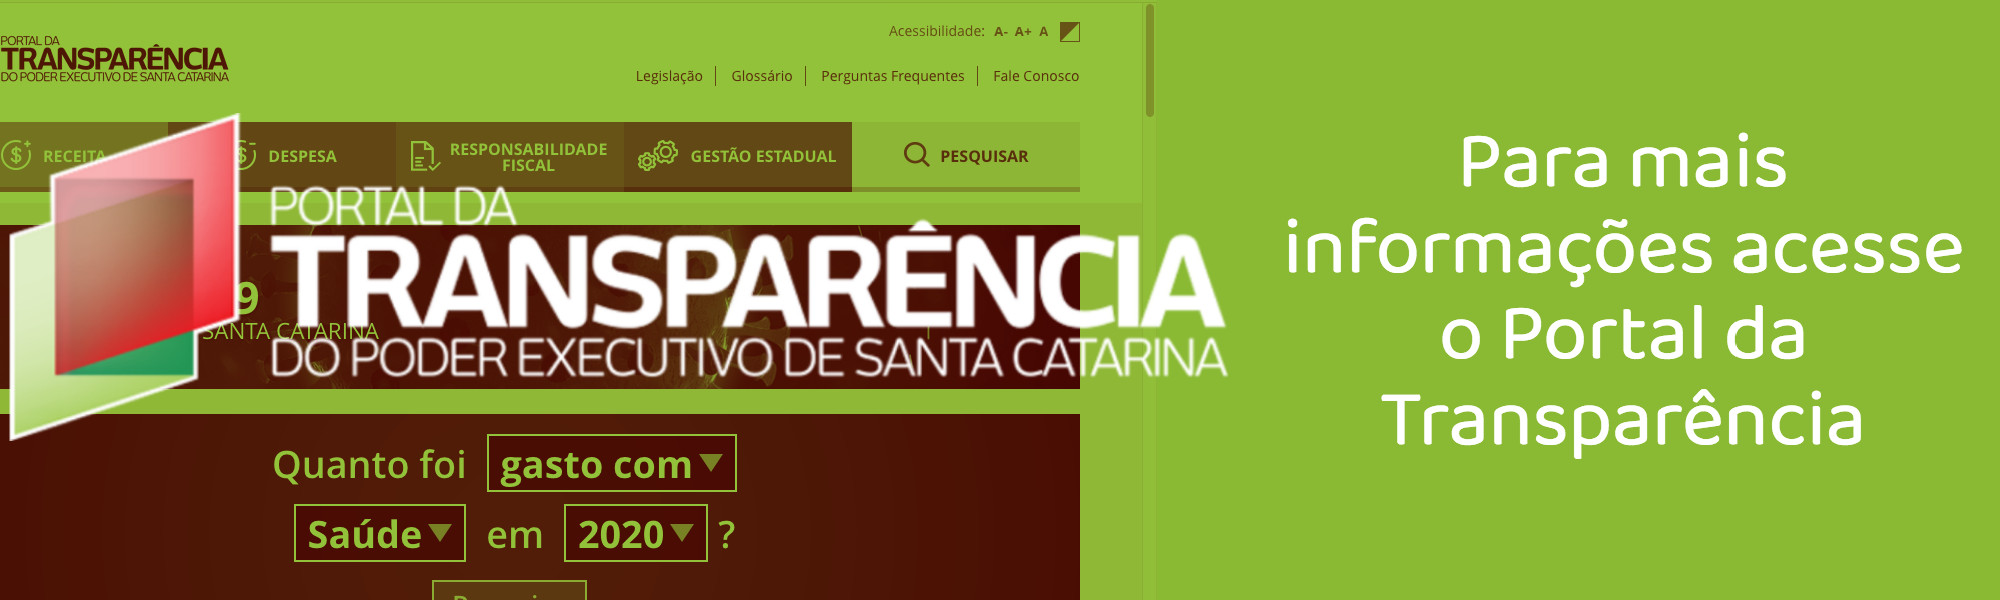 PORTAL DA
TRANSPARÊNCIA
DO PODER EXECUTIVO DE SANTA CATARINA
Acessibilidade: A- A+ A
Legislação Glossário Perguntas Frequentes Fale Conosco
RECEITA
DESPESA
RESPONSABILIDADE
FISCAL
GESTÃO ESTADUAL
PESQUISAR
PORTAL DA
TRANSPARÊNCIA
DO PODER EXECUTIVO DE SANTA CATARINA
9
SANTA CATARINA
Quanto foi gasto com
Saúde em 2020 ?
Para mais
informações acesse
o Portal da
Transparência